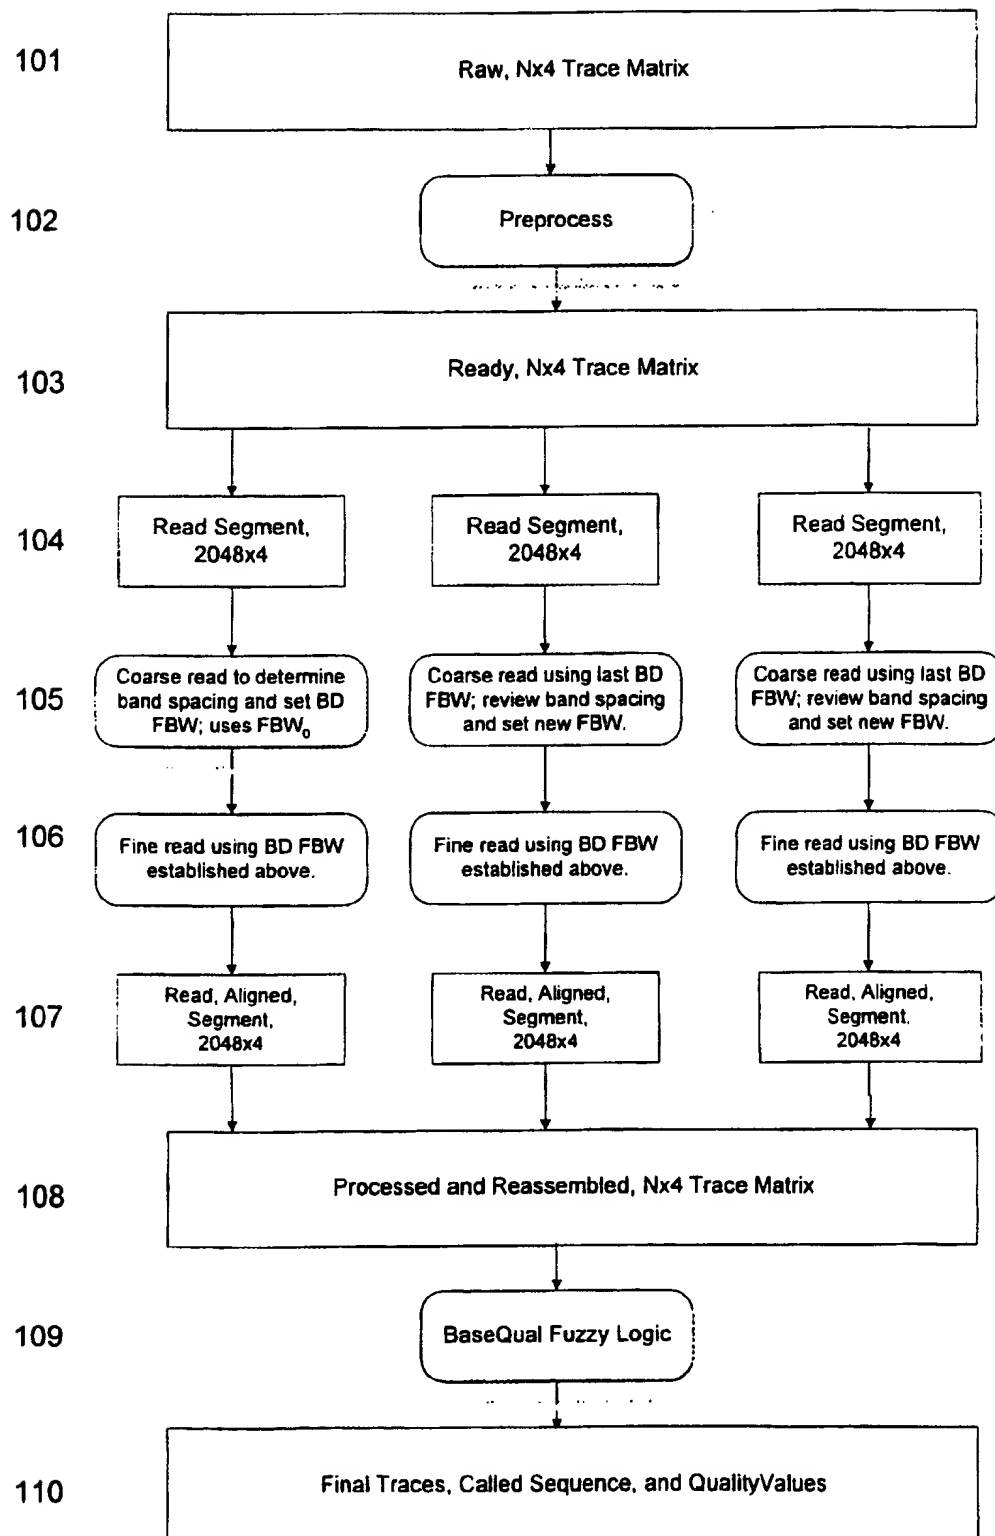 101
Raw, Nx4 Trace Matrix
102
Preprocess
103
Ready, Nx4 Trace Matrix
104
Read Segment,
2048x4
Read Segment,
2048x4
Read Segment,
2048x4
105
Coarse read to determine
band spacing and set BD
FBW; uses FBW₀
Coarse read using last BD
FBW; review band spacing
and set new FBW.
Coarse read using last BD
FBW; review band spacing
and set new FBW.
106
Fine read using BD FBW
established above.
Fine read using BD FBW
established above.
Fine read using BD FBW
established above.
107
Read, Aligned,
Segment,
2048x4
Read, Aligned,
Segment,
2048x4
Read, Aligned,
Segment.
2048x4
108
Processed and Reassembled, Nx4 Trace Matrix
109
BaseQual Fuzzy Logic
110
Final Traces, Called Sequence, and QualityValues